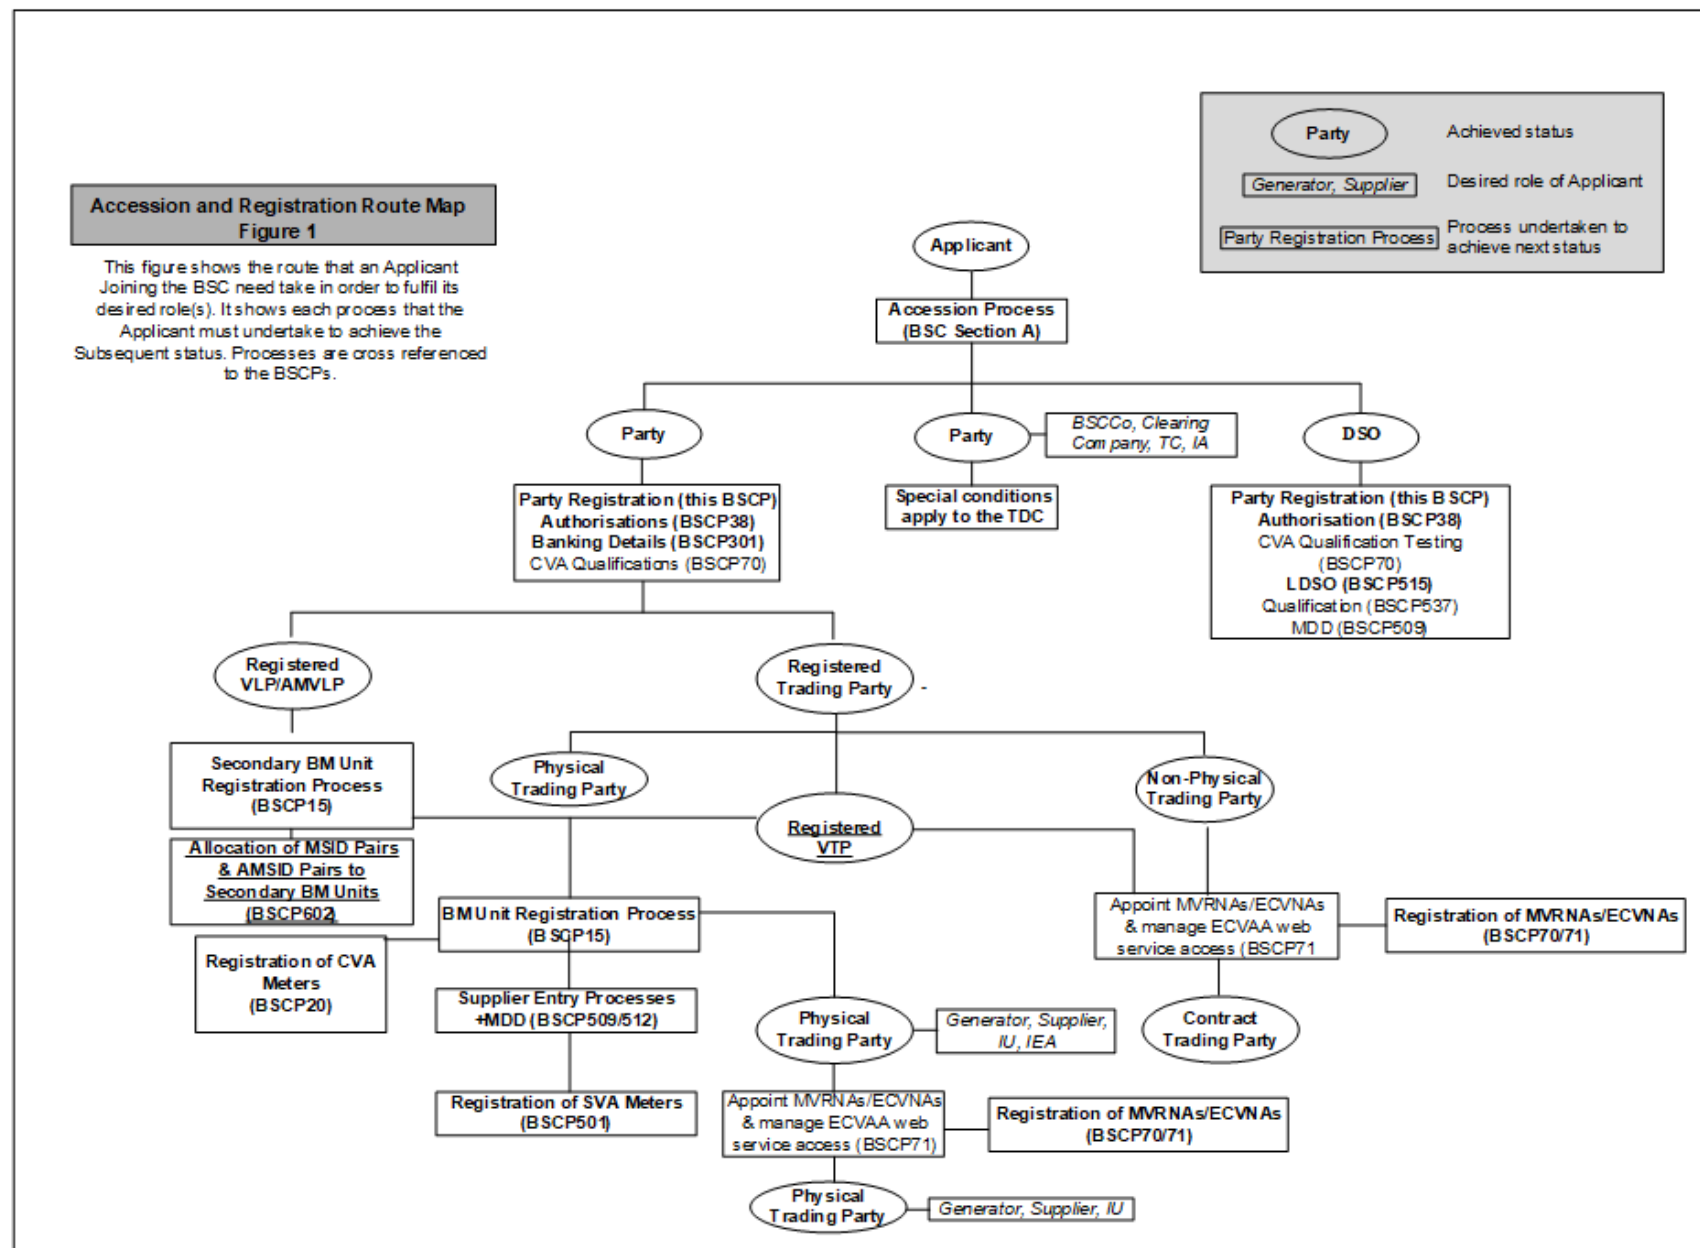 Party
Achieved status
Generator, Supplier
Desired role of Applicant
Party Registration Process
Process undertaken to
achieve next status
Accession and Registration Route Map
Figure 1
This figure shows the route that an Applicant
Joining the BSC need take in order to fulfil its
desired role(s). It shows each process that the
Applicant must undertake to achieve the
Subsequent status. Processes are cross referenced
to the BSCPs.
Applicant
Accession Process
(BSC Section A)
Party
Party
BSCCo, Clearing
Company, TC, IA
DSO
Party Registration (this BSCP)
Authorisations (BSCP38)
Banking Details (BSCP301)
CVA Qualifications (BSCP70)
Special conditions
apply to the TDC
Party Registration (this BSCP)
Authorisation (BSCP38)
CVA Qualification Testing
(BSCP70)
LDSO (BSCP515)
Qualification (BSCP537)
MDD (BSCP509)
Registered
VLP/AMVLP
Registered
Trading Party
-
Secondary BM Unit
Registration Process
(BSCP15)
Physical
Trading Party
Non-Physical
Trading Party
Registered
VTP
Allocation of MSID Pairs
& AMSID Pairs to
Secondary BM Units
(BSCP602)
BM Unit Registration Process
(BSCP15)
Appoint MVRNAs/ECVNAs
& manage ECVAA web
service access (BSCP71
Registration of MVRNAs/ECVNAs
(BSCP70/71)
Registration of CVA
Meters
(BSCP20)
Supplier Entry Processes
+MDD (BSCP509/512)
Physical
Trading Party
Generator, Supplier,
IU, IEA
Contract
Trading Party
Registration of SVA Meters
(BSCP501)
Appoint MVRNAs/ECVNAs
& manage ECVAA web
service access (BSCP71)
Registration of MVRNAs/ECVNAs
(BSCP70/71)
Physical
Trading Party
Generator, Supplier, IU